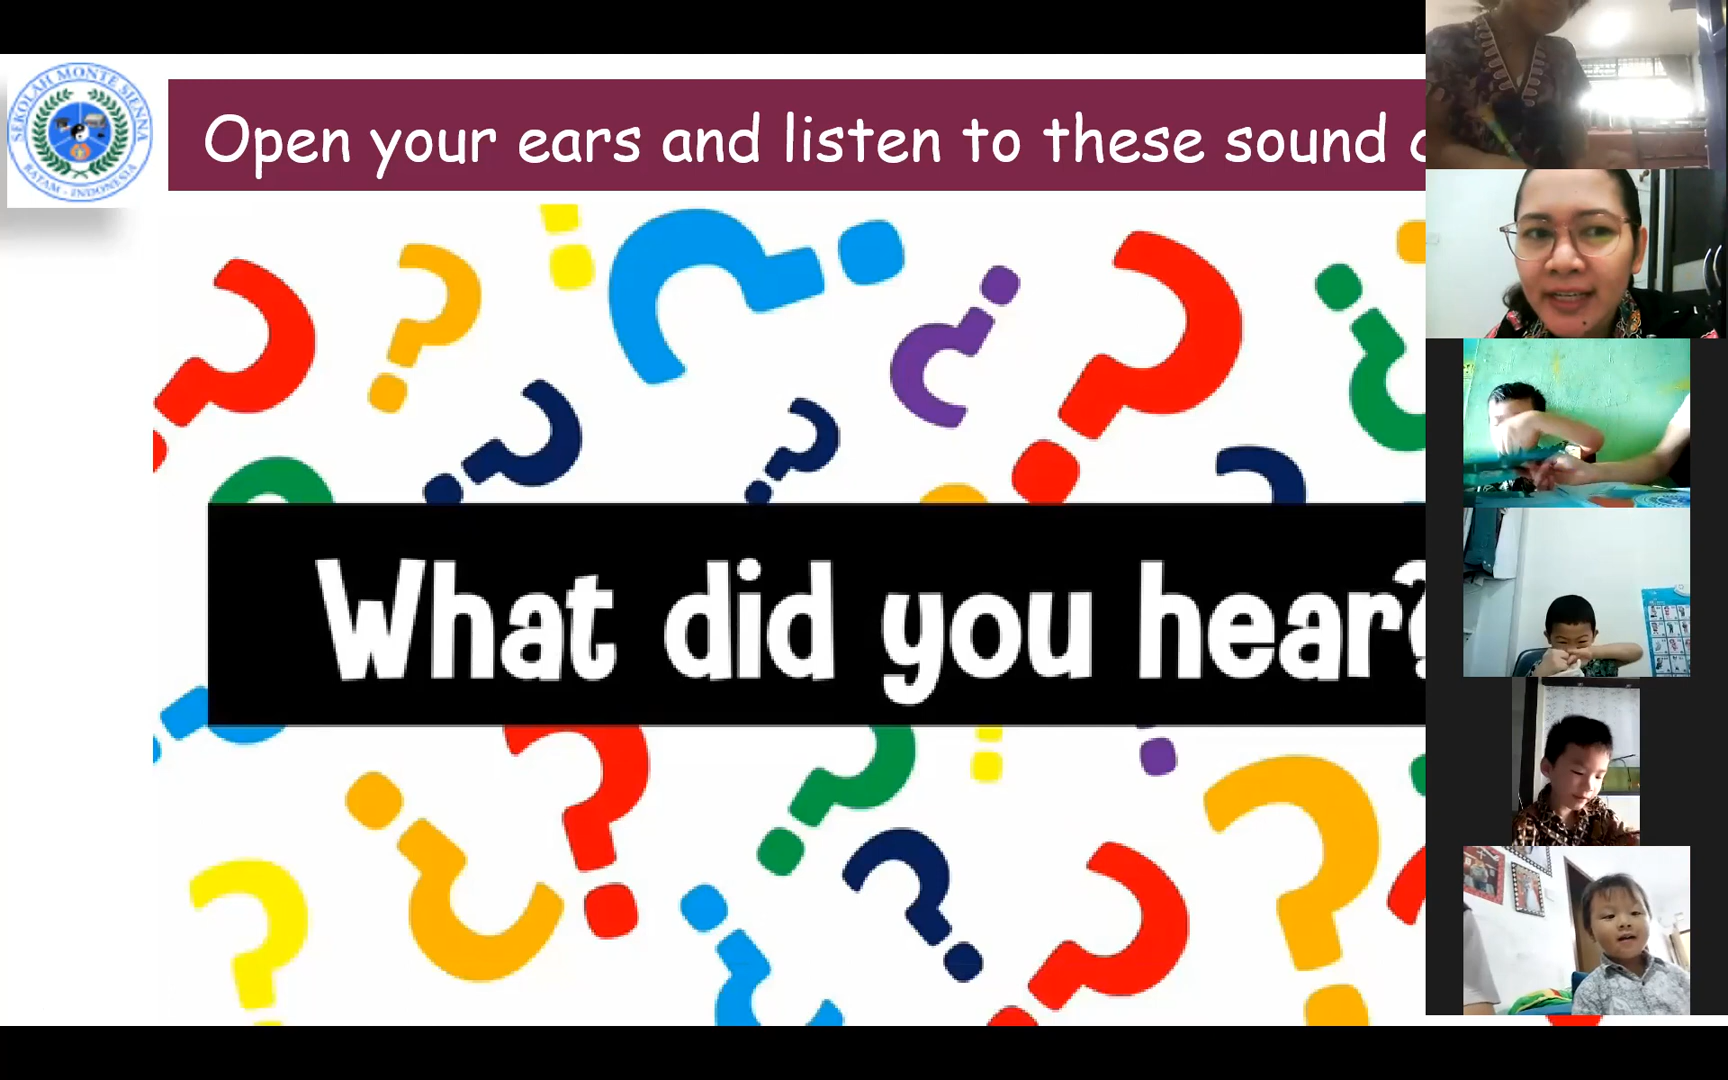 SEKOLAH MONTE SIENNA
BATAM - INDONESIA
Open your ears and listen to these sound
What did you hear?